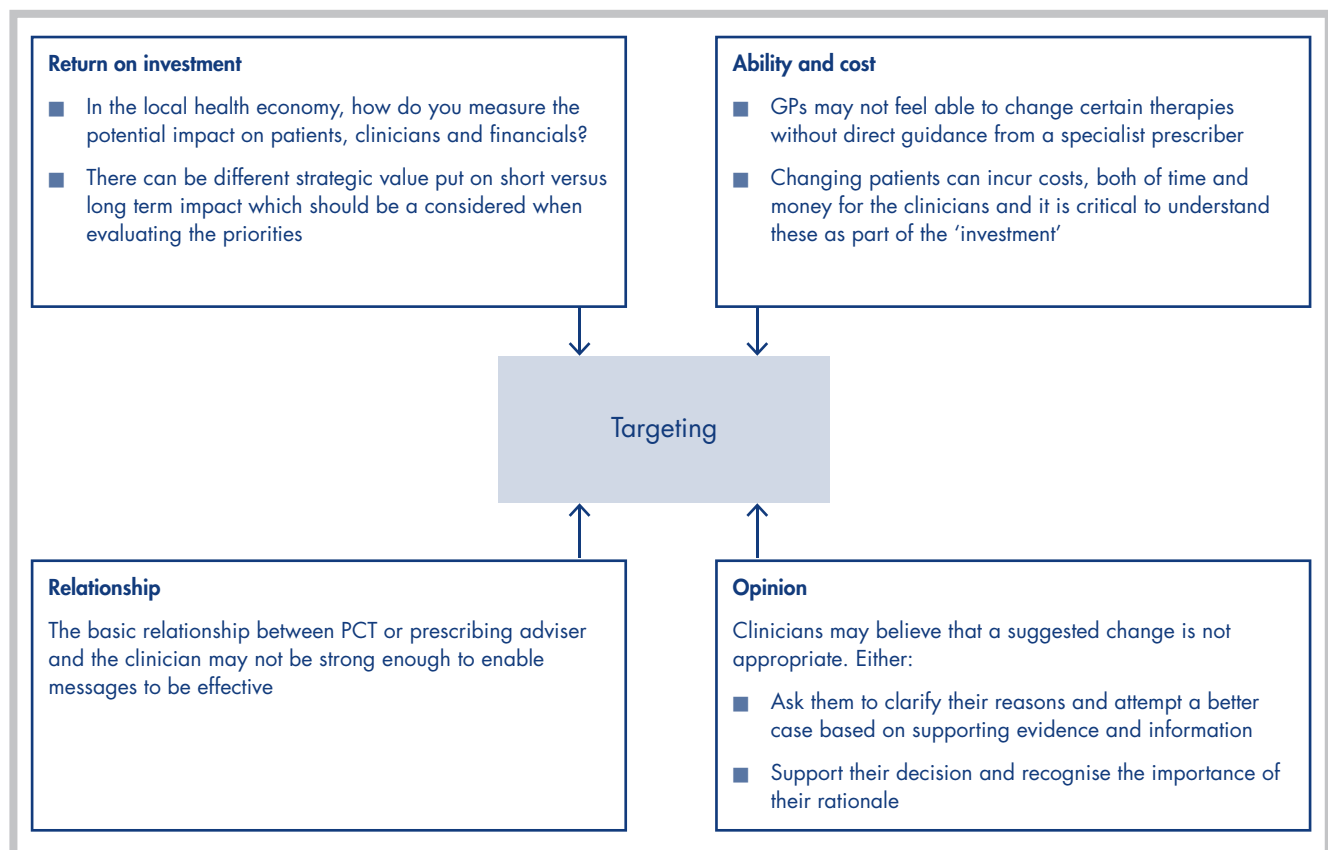 Return on investment
In the local health economy, how do you measure the
potential impact on patients, clinicians and financials?
There can be different strategic value put on short versus
long term impact which should be a considered when
evaluating the priorities
Ability and cost
GPs may not feel able to change certain therapies
without direct guidance from a specialist prescriber
Changing patients can incur costs, both of time and
money for the clinicians and it is critical to understand
these as part of the ‘investment’
Targeting
Relationship
The basic relationship between PCT or prescribing adviser
and the clinician may not be strong enough to enable
messages to be effective
Opinion
Clinicians may believe that a suggested change is not
appropriate. Either:
Ask them to clarify their reasons and attempt a better
case based on supporting evidence and information
Support their decision and recognise the importance of
their rationale